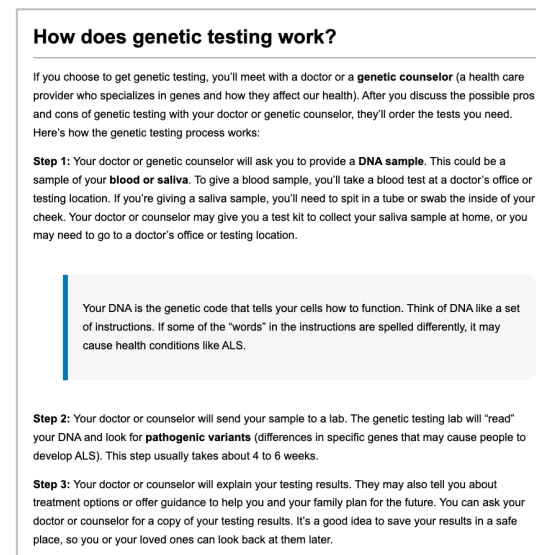 How does genetic testing work?
If you choose to get genetic testing, you’ll meet with a doctor or a genetic counselor (a health care
provider who specializes in genes and how they affect our health). After you discuss the possible pros
and cons of genetic testing with your doctor or genetic counselor, they’ll order the tests you need.
Here’s how the genetic testing process works:
Step 1: Your doctor or genetic counselor will ask you to provide a DNA sample. This could be a
sample of your blood or saliva. To give a blood sample, you’ll take a blood test at a doctor’s office or
testing location. If you’re giving a saliva sample, you’ll need to spit in a tube or swab the inside of your
cheek. Your doctor or counselor may give you a test kit to collect your saliva sample at home, or you
may need to go to a doctor’s office or testing location.
Your DNA is the genetic code that tells your cells how to function. Think of DNA like a set
of instructions. If some of the “words” in the instructions are spelled differently, it may
cause health conditions like ALS.
Step 2: Your doctor or counselor will send your sample to a lab. The genetic testing lab will “read”
your DNA and look for pathogenic variants (differences in specific genes that may cause people to
develop ALS). This step usually takes about 4 to 6 weeks.
Step 3: Your doctor or counselor will explain your testing results. They may also tell you about
treatment options or offer guidance to help you and your family plan for the future. You can ask your
doctor or counselor for a copy of your testing results. It’s a good idea to save your results in a safe
place, so you or your loved ones can look back at them later.